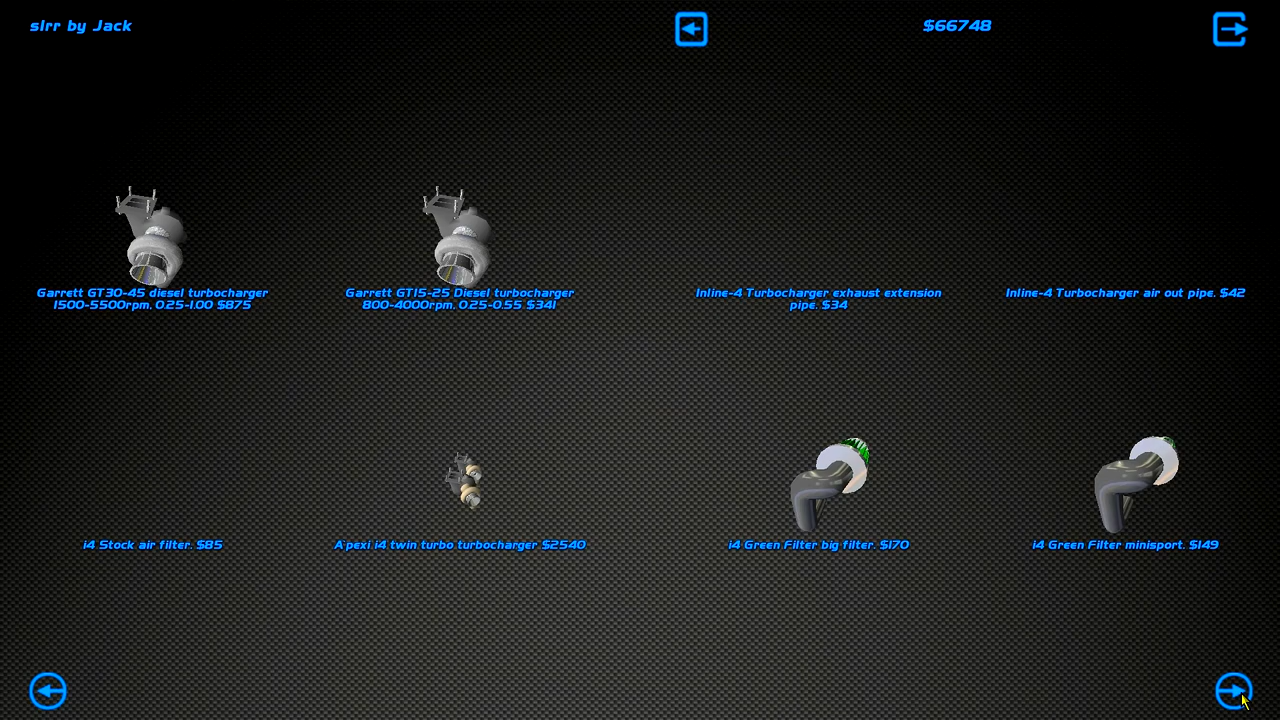 slrr by Jack
$66748
Garrett GT30-45 diesel turbocharger
1500-5500rpm, 0.25-1.00 $875
Garrett GT15-25 Diesel turbocharger
800-4000rpm, 0.25-0.55 $341
Inline-4 Turbocharger exhaust extension
pipe. $34
Inline-4 Turbocharger air out pipe. $42
i4 Stock air filter. $85
A'pexi i4 twin turbo turbocharger $2540
i4 Green Filter big filter. $170
i4 Green Filter minisport. $149